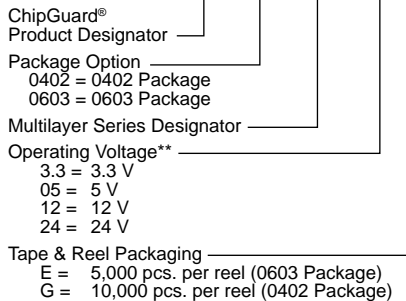 ChipGuard®
Product Designator
Package Option
0402 = 0402 Package
0603 = 0603 Package
Multilayer Series Designator
Operating Voltage**
3.3 = 3.3 V
05 = 5 V
12 = 12 V
24 = 24 V
Tape & Reel Packaging
E = 5,000 pcs. per reel (0603 Package)
G = 10,000 pcs. per reel (0402 Package)